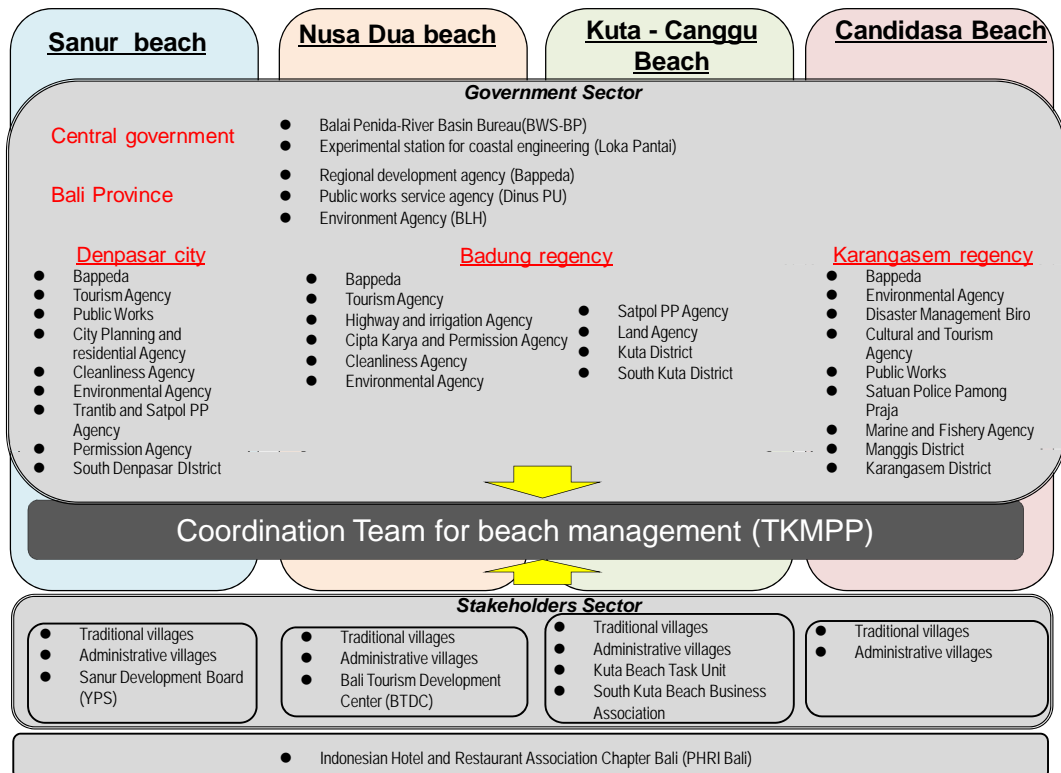 Sanur beach
Nusa Dua beach
Kuta - Canggu
Beach
Candidasa Beach
Government Sector
Central government
● Balai Penida-River Basin Bureau(BWS-BP)
● Experimental station for coastal engineering (Loka Pantai)
Bali Province
● Regional development agency (Bappeda)
● Public works service agency (Dinus PU)
● Environment Agency (BLH)
Denpasar city
● Bappeda
● Tourism Agency
● Public Works
● City Planning and
residential Agency
● Cleanliness Agency
● Environmental Agency
● Trantib and Satpol PP
Agency
● Permission Agency
● South Denpasar DIstrict
Badung regency
● Bappeda
● Tourism Agency
● Highway and irrigation Agency
● Cipta Karya and Permission Agency
● Cleanliness Agency
● Environmental Agency
● Satpol PP Agency
● Land Agency
● Kuta District
● South Kuta District
Karangasem regency
● Bappeda
● Environmental Agency
● Disaster Management Biro
● Cultural and Tourism
Agency
● Public Works
● Satuan Police Pamong
Praja
● Marine and Fishery Agency
● Manggis District
● Karangasem District
Coordination Team for beach management (TKMPP)
Stakeholders Sector
● Traditional villages
● Administrative villages
● Sanur Development Board
(YPS)
● Traditional villages
● Administrative villages
● Bali Tourism Development
Center (BTDC)
● Traditional villages
● Administrative villages
● Kuta Beach Task Unit
● South Kuta Beach Business
Association
● Traditional villages
● Administrative villages
● Indonesian Hotel and Restaurant Association Chapter Bali (PHRI Bali)